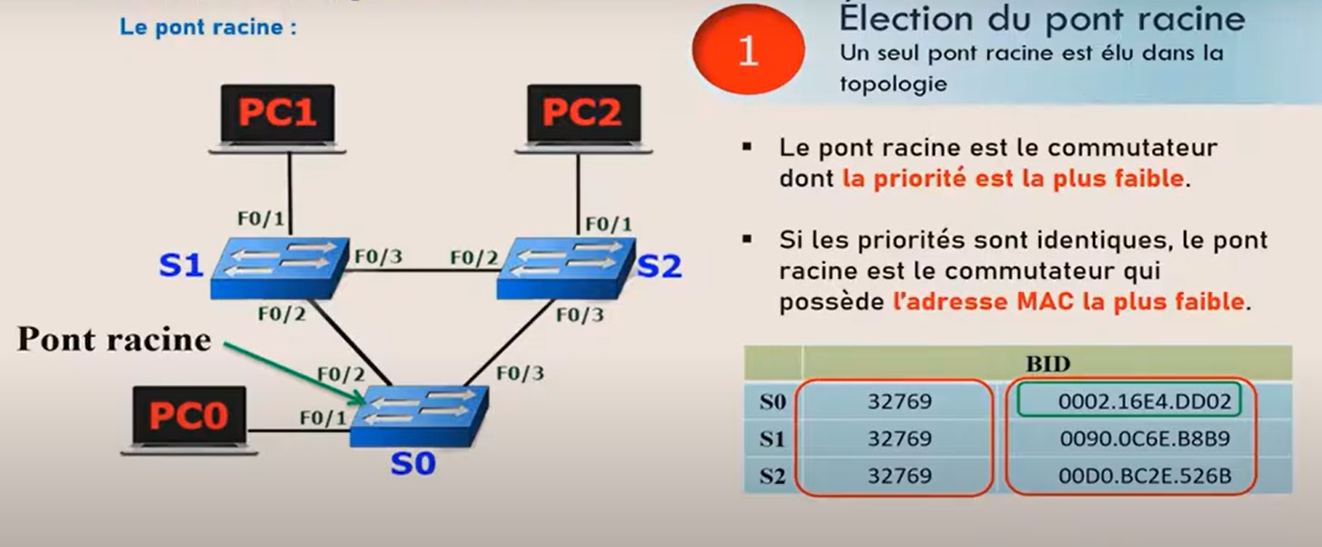 Le pont racine :
PC1
PC2
F0/1
F0/1
S1
F0/3
F0/2
S2
F0/2
F0/3
Pont racine
F0/2
F0/3
PC0
F0/1
S0
1
Élection du pont racine
Un seul pont racine est élu dans la
topologie
▪ Le pont racine est le commutateur
dont la priorité est la plus faible.
▪ Si les priorités sont identiques, le pont
racine est le commutateur qui
possède l'adresse MAC la plus faible.
BID
S0 32769 0002.16E4.DD02
S1 32769 0090.0C6E.B8B9
S2 32769 00D0.BC2E.526B